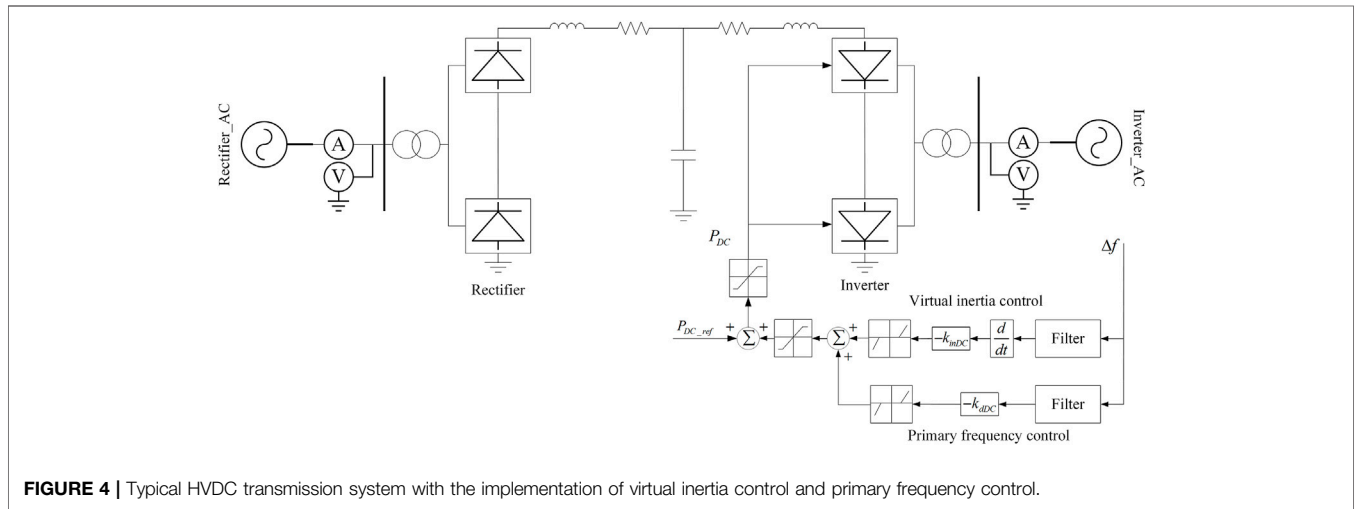 Rectifier_AC
A
V
Rectifier
Inverter
A
V
Inverter_AC
P_DC
Δf
Virtual inertia control
P_DC_ref
+
Σ
+
Σ
+
+
-k_inDC
d
dt
Filter
-k_dDC
Filter
Primary frequency control
FIGURE 4 | Typical HVDC transmission system with the implementation of virtual inertia control and primary frequency control.